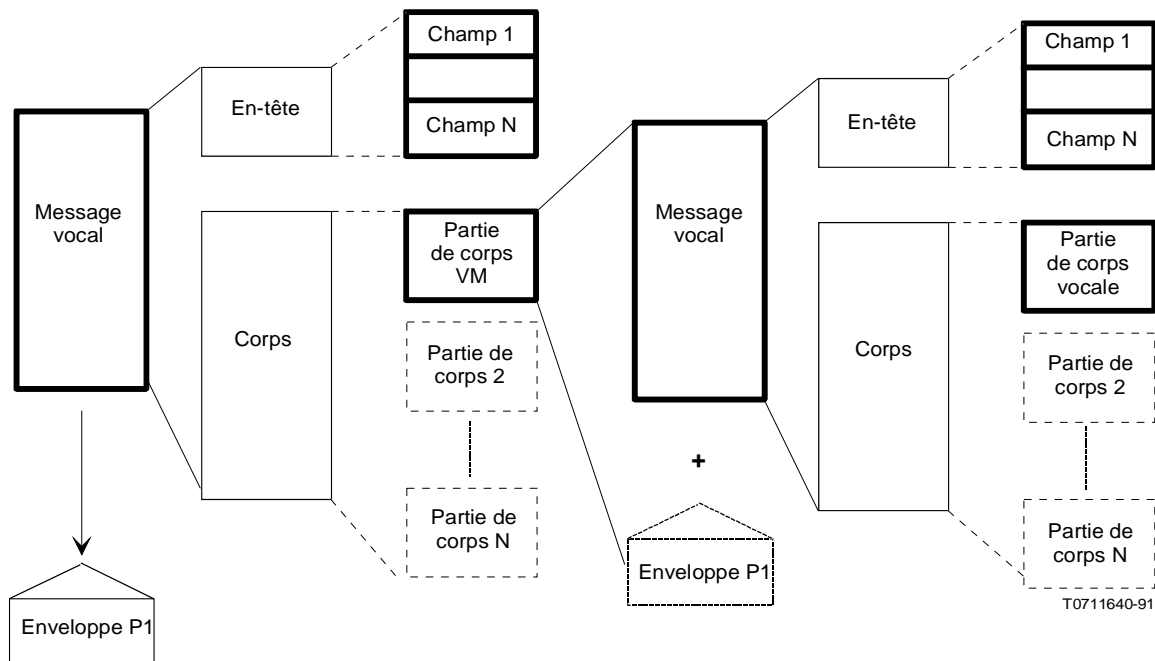 Champ 1
Champ N
En-tête
Message
vocal
Partie
de corps
VM
Corps
Partie de
corps 2
Partie de
corps N
Enveloppe P1
Champ 1
Champ N
En-tête
Message
vocal
Partie
de corps
vocale
Corps
Partie de
corps 2
Partie de
corps N
+
Enveloppe P1
T0711640-91